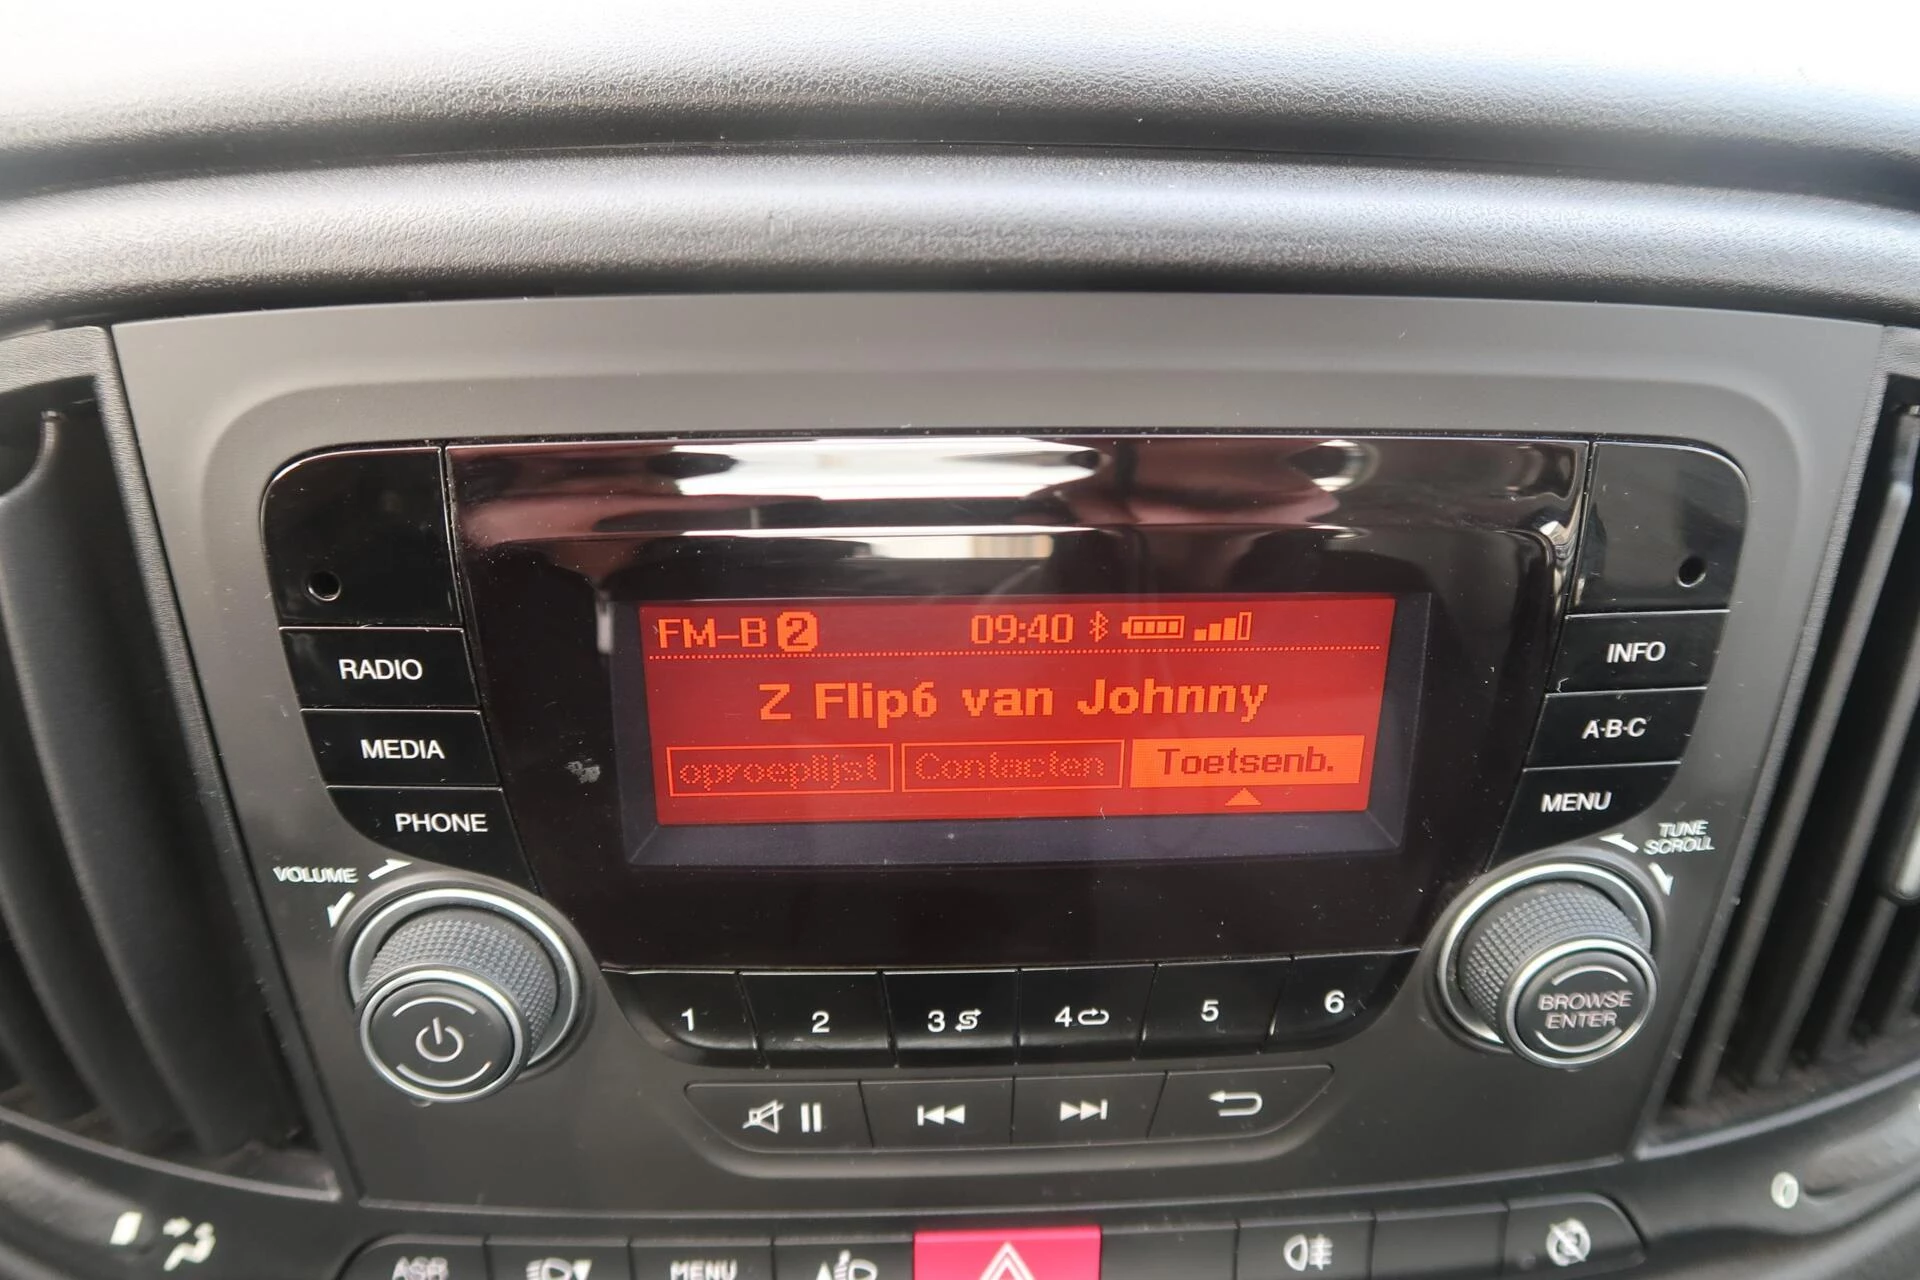 FM-B 2 09:40
Z Flip6 van Johnny
oproeplijst Contacten Toetsenb.
RADIO
MEDIA
PHONE
VOLUME
INFO
A·B·C
MENU
TUNE
SCROLL
BROWSE
ENTER
1 2 3 4 5 6
ASR MENU